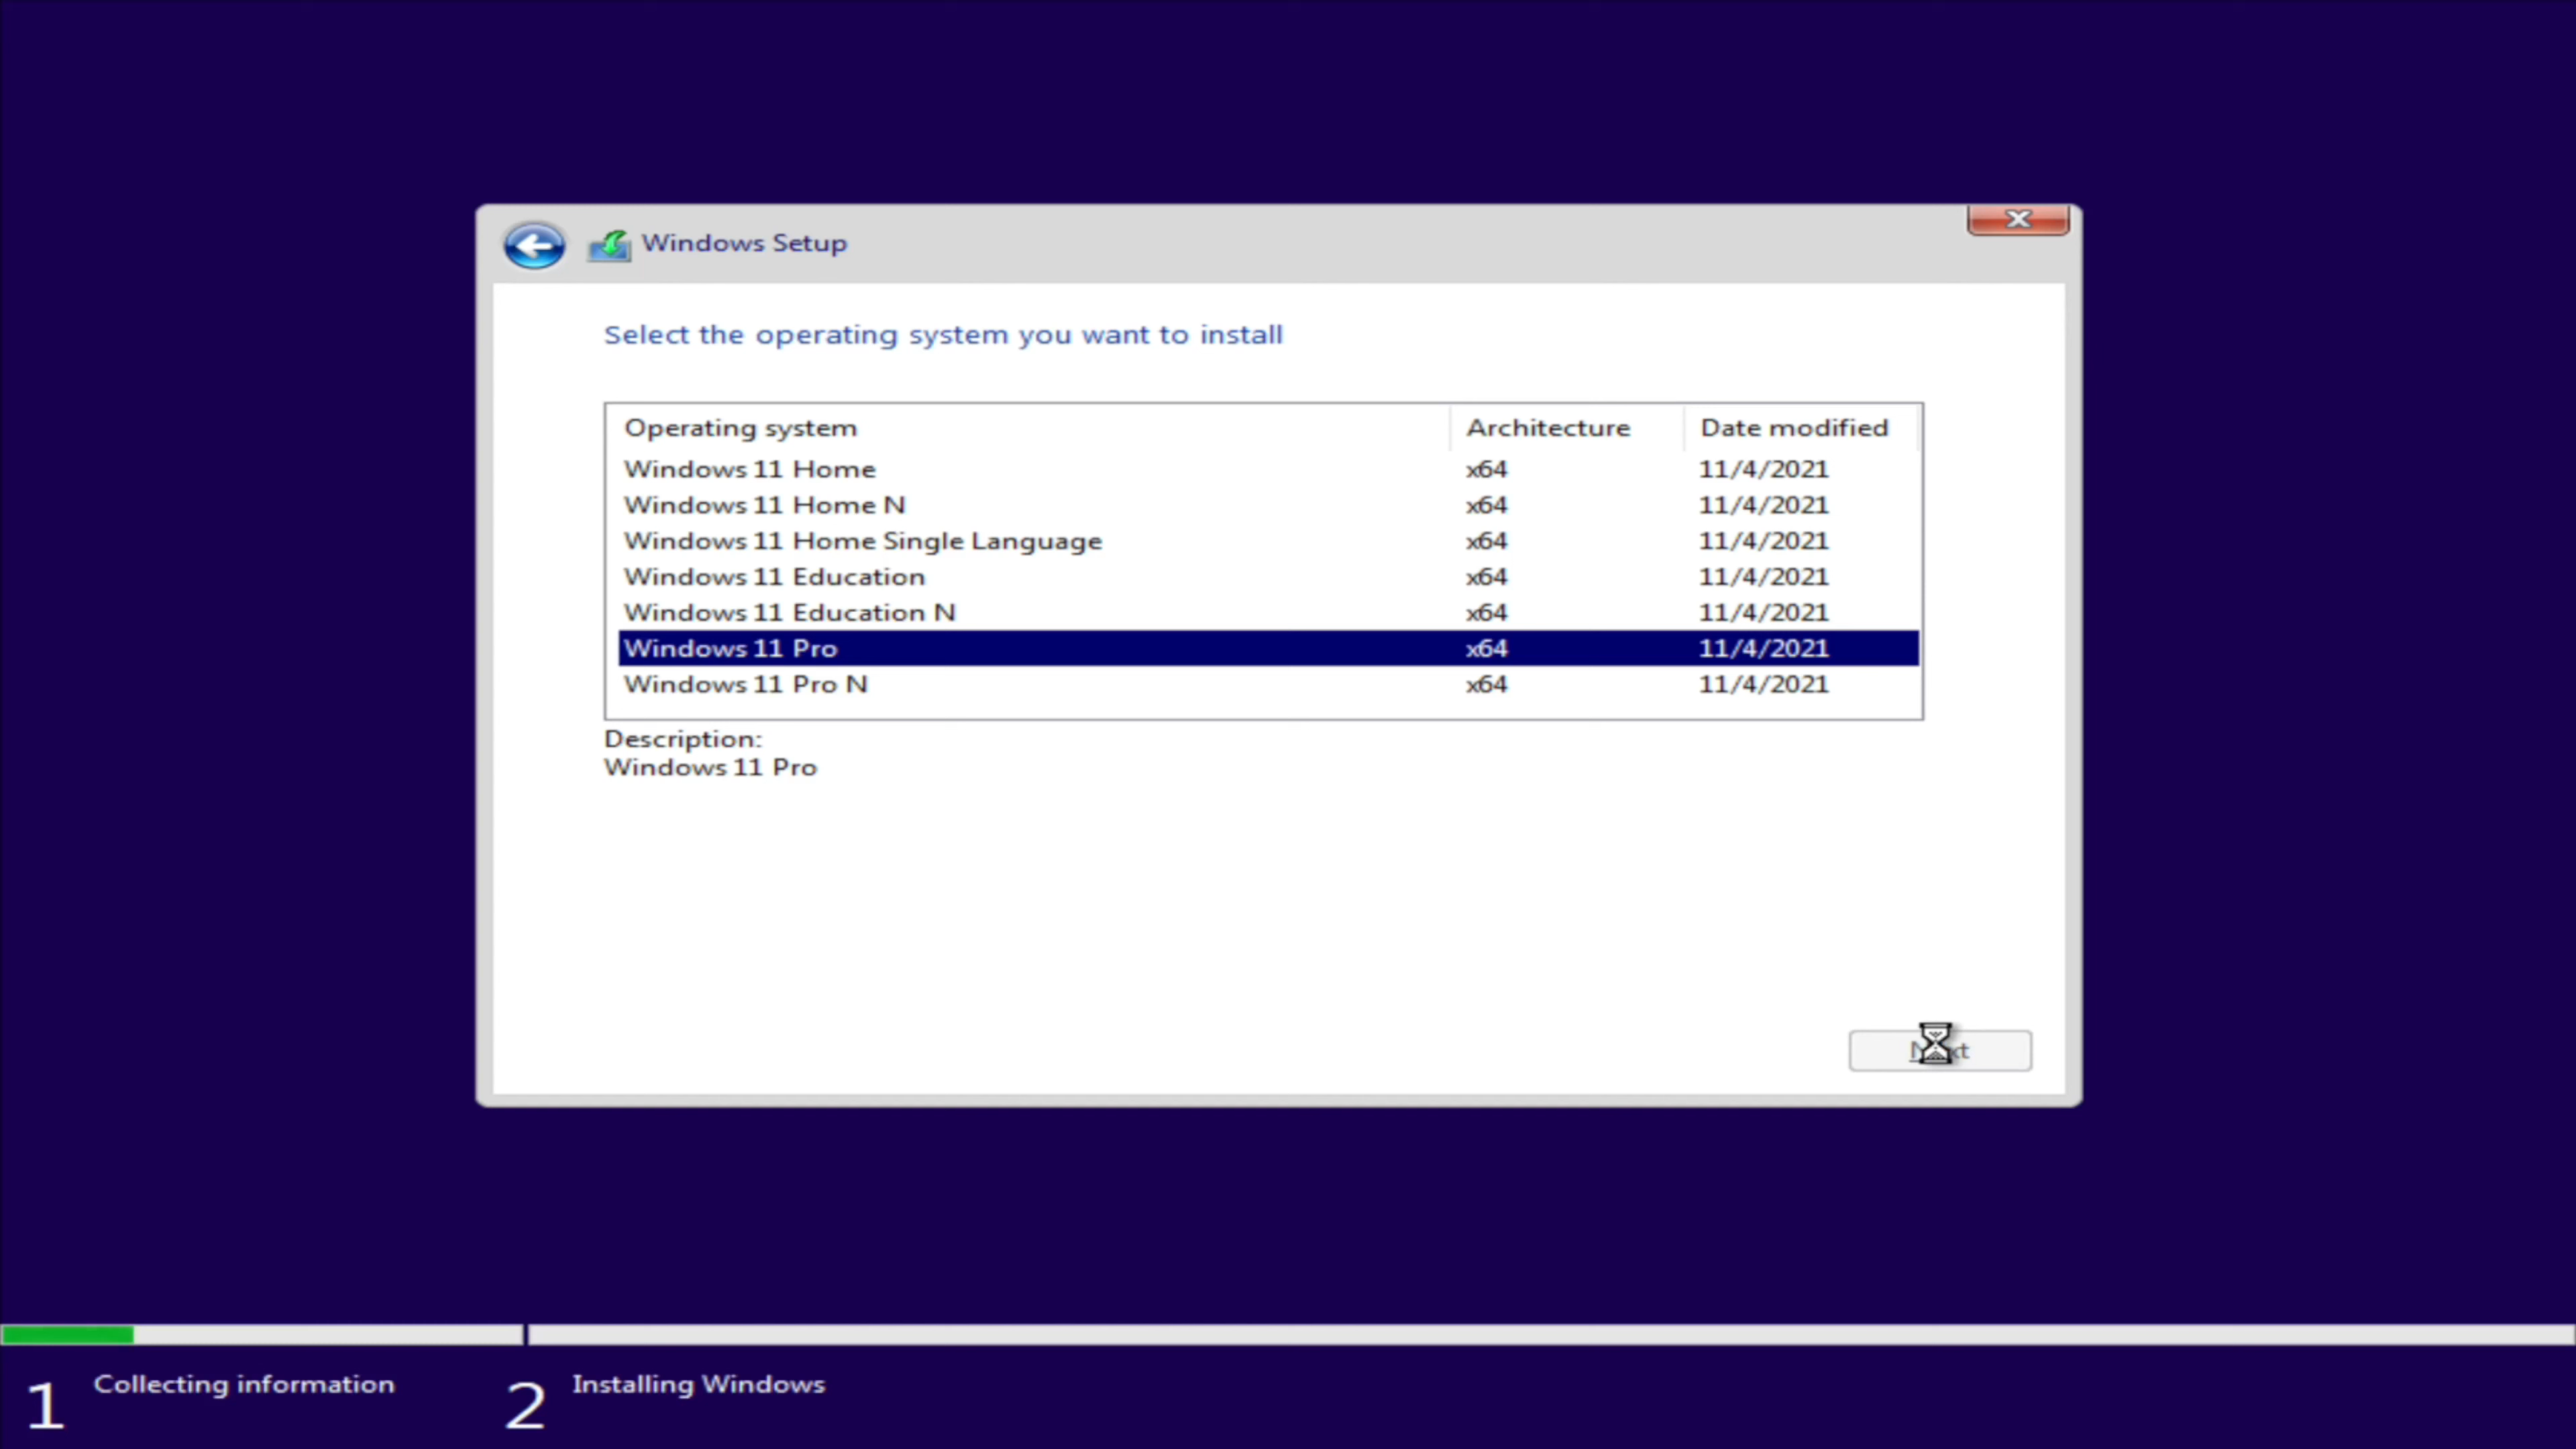 Windows Setup
Select the operating system you want to install
Operating system Architecture Date modified
Windows 11 Home x64 11/4/2021
Windows 11 Home N x64 11/4/2021
Windows 11 Home Single Language x64 11/4/2021
Windows 11 Education x64 11/4/2021
Windows 11 Education N x64 11/4/2021
Windows 11 Pro x64 11/4/2021
Windows 11 Pro N x64 11/4/2021
Description:
Windows 11 Pro
1 Collecting information 2 Installing Windows